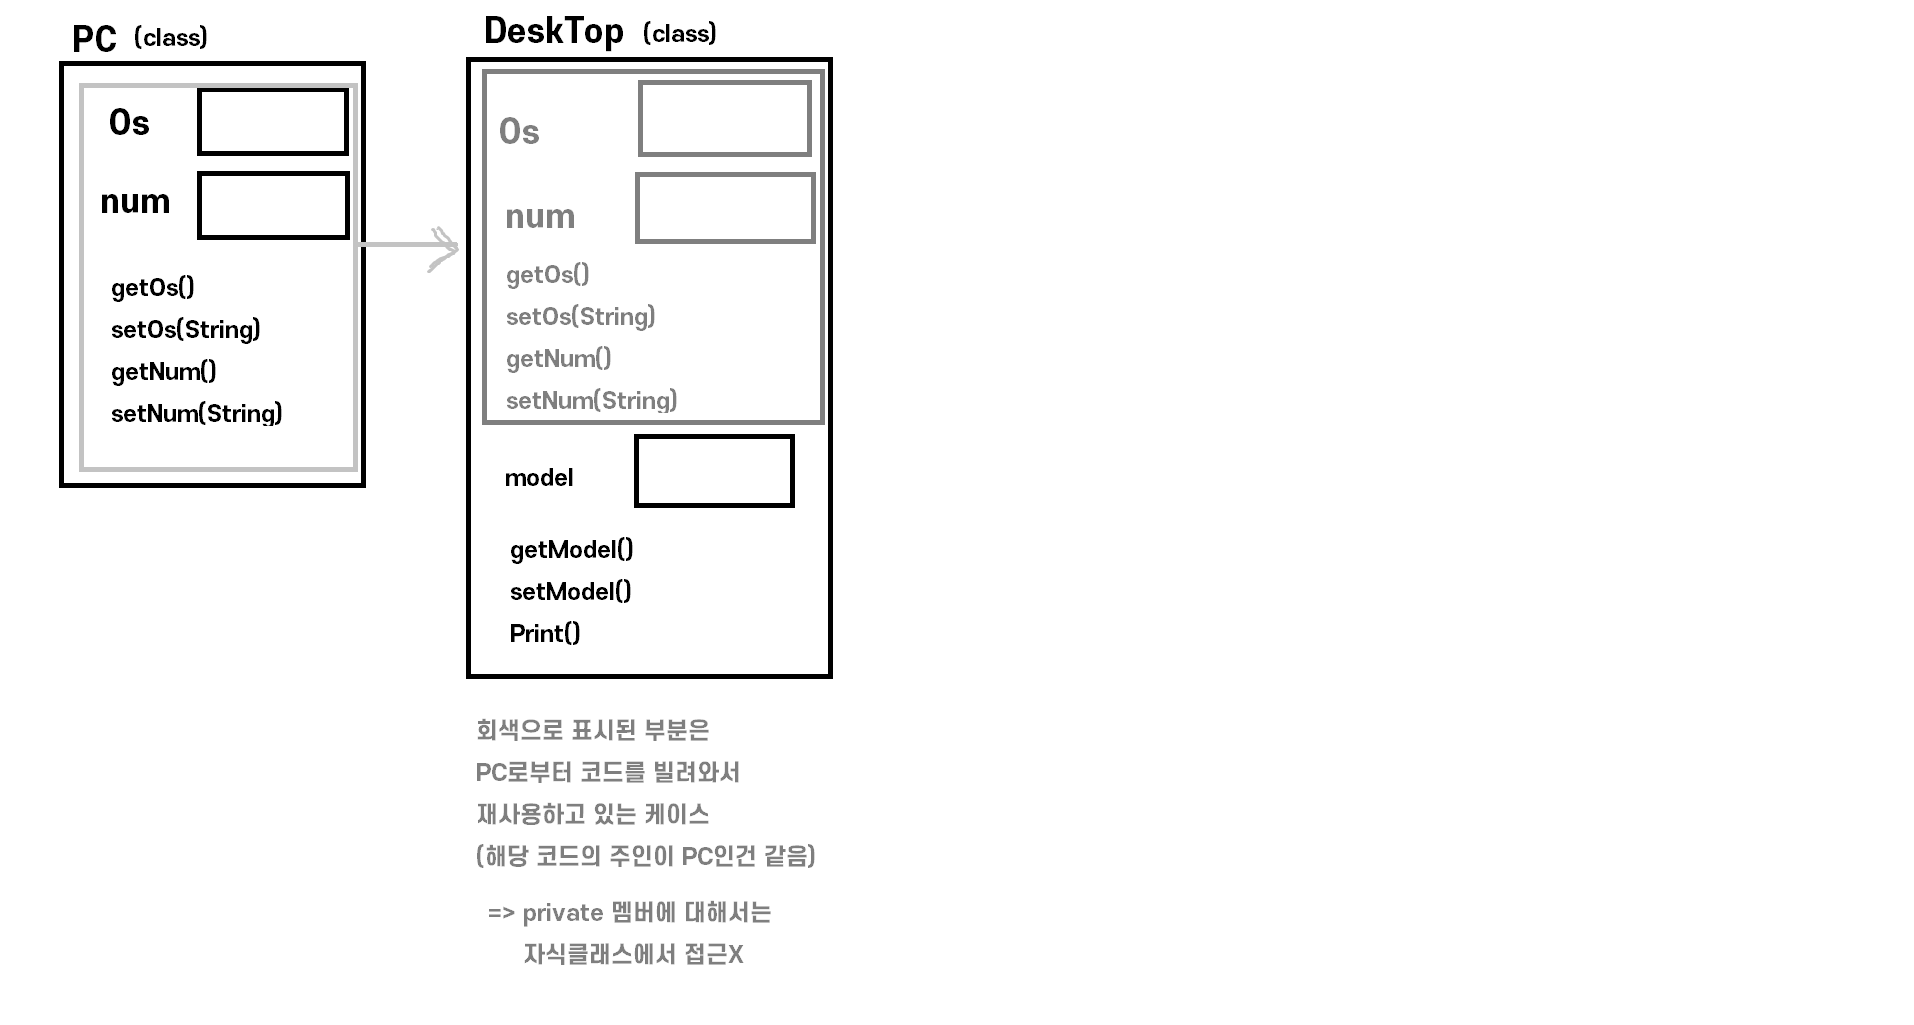 PC (class)
Os
num
getOs()
setOs(String)
getNum()
setNum(String)
DeskTop (class)
Os
num
getOs()
setOs(String)
getNum()
setNum(String)
model
getModel()
setModel()
Print()
회색으로 표시된 부분은
PC로부터 코드를 빌려와서
재사용하고 있는 케이스
(해당 코드의 주인이 PC인건 같음)
=> private 멤버에 대해서는
자식클래스에서 접근X